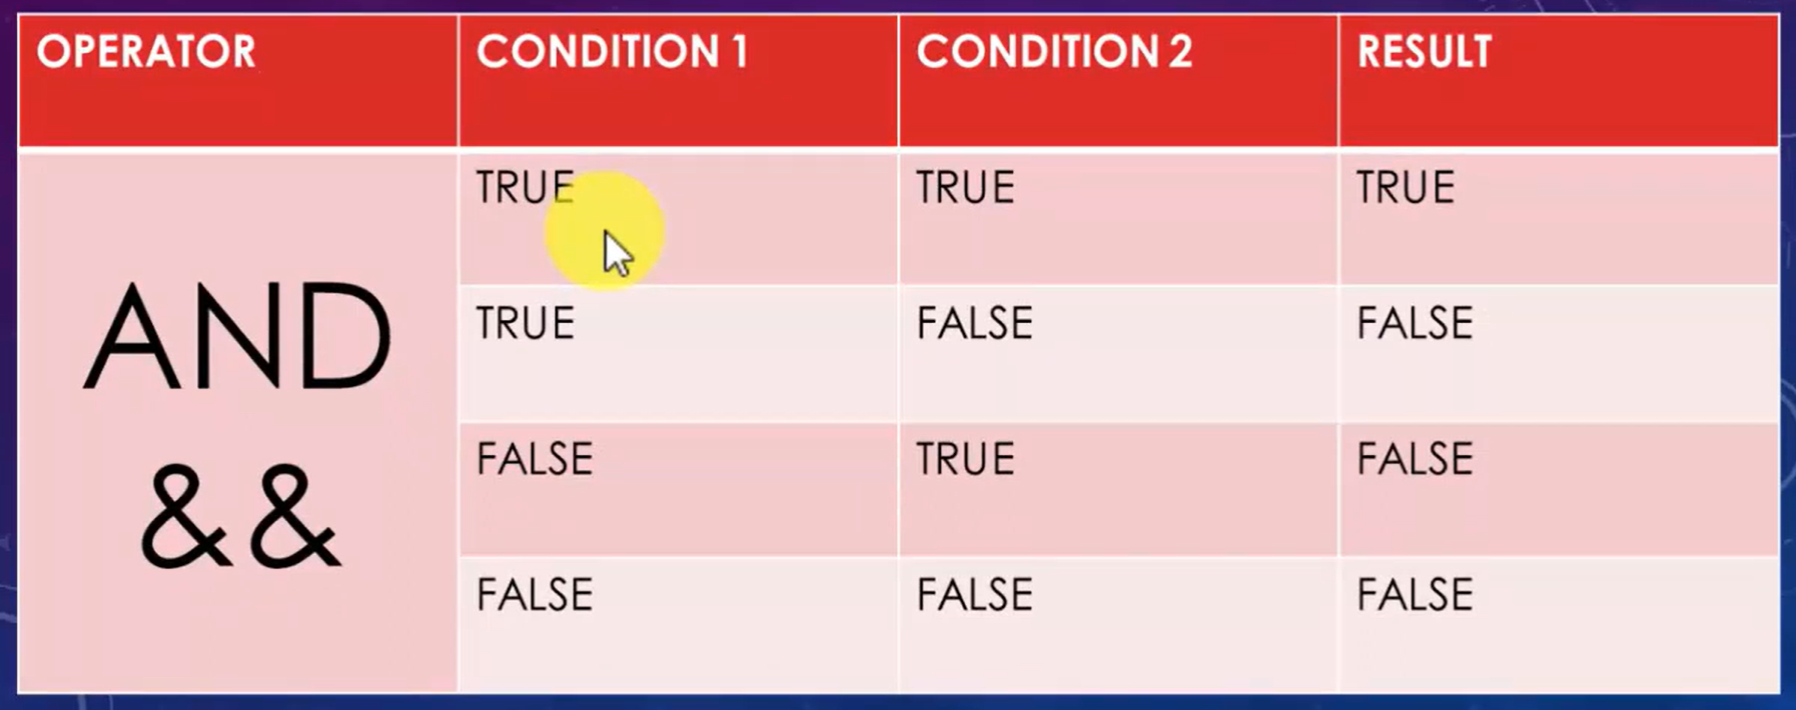 OPERATOR CONDITION 1 CONDITION 2 RESULT
AND
&&
TRUE TRUE TRUE
TRUE FALSE FALSE
FALSE TRUE FALSE
FALSE FALSE FALSE